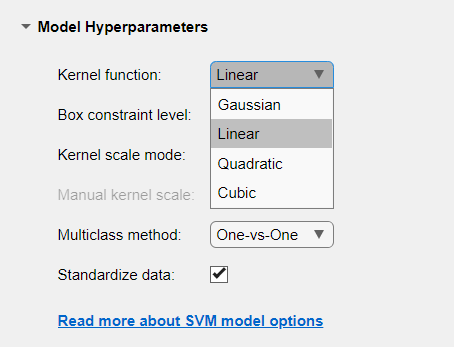 Model Hyperparameters
Kernel function: Linear
Gaussian
Box constraint level:
Linear
Kernel scale mode: Quadratic
Manual kernel scale: Cubic
Multiclass method: One-vs-One
Standardize data:
Read more about SVM model options